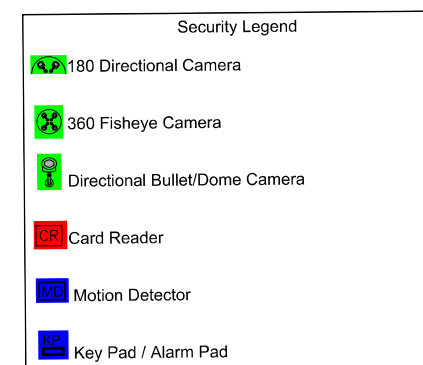 Security Legend
180 Directional Camera
360 Fisheye Camera
Directional Bullet/Dome Camera
CR Card Reader
MD Motion Detector
KP Key Pad / Alarm Pad